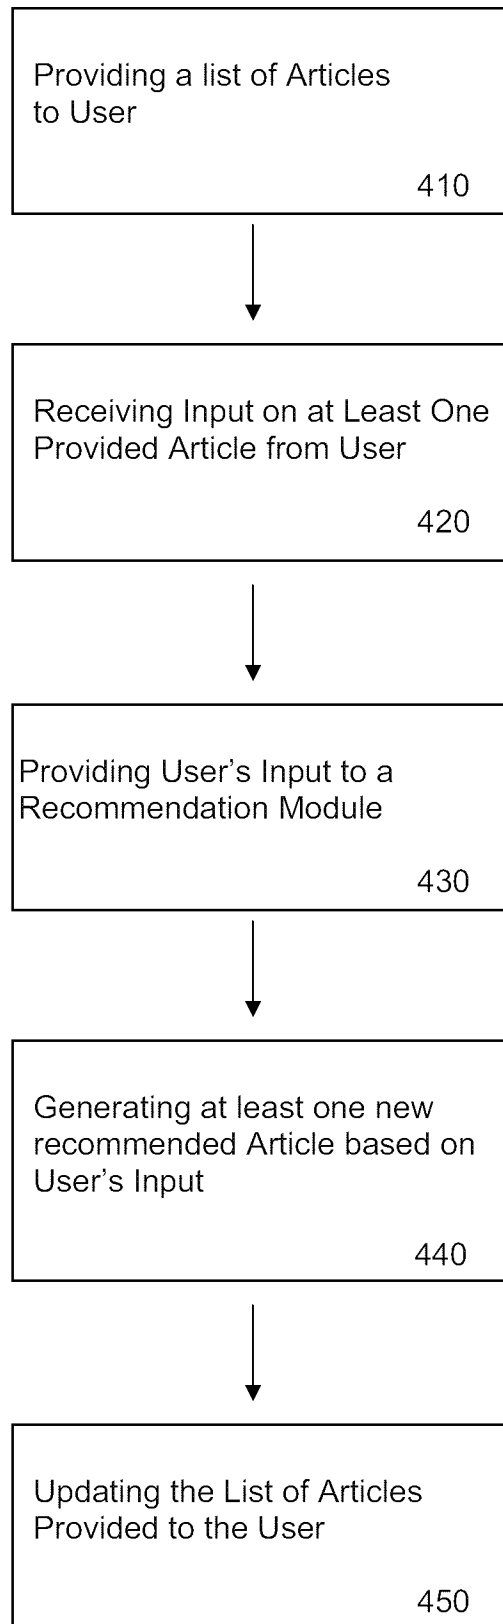 Providing a list of Articles
to User
410
Receiving Input on at Least One
Provided Article from User
420
Providing User’s Input to a
Recommendation Module
430
Generating at least one new
recommended Article based on
User’s Input
440
Updating the List of Articles
Provided to the User
450